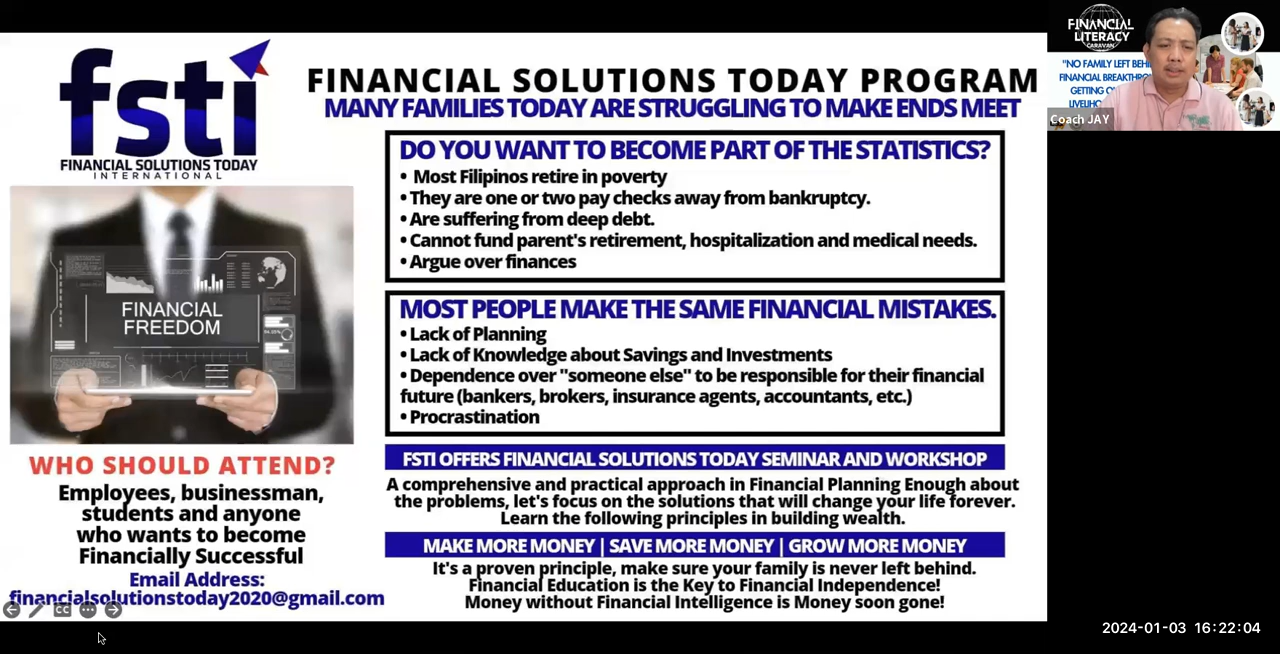 fsti
FINANCIAL SOLUTIONS TODAY
INTERNATIONAL
FINANCIAL SOLUTIONS TODAY PROGRAM
MANY FAMILIES TODAY ARE STRUGGLING TO MAKE ENDS MEET
DO YOU WANT TO BECOME PART OF THE STATISTICS?
• Most Filipinos retire in poverty
• They are one or two pay checks away from bankruptcy.
• Are suffering from deep debt.
• Cannot fund parent's retirement, hospitalization and medical needs.
• Argue over finances
FINANCIAL
FREEDOM
MOST PEOPLE MAKE THE SAME FINANCIAL MISTAKES.
• Lack of Planning
• Lack of Knowledge about Savings and Investments
• Dependence over "someone else" to be responsible for their financial
future (bankers, brokers, insurance agents, accountants, etc.)
• Procrastination
WHO SHOULD ATTEND?
Employees, businessman,
students and anyone
who wants to become
Financially Successful
Email Address:
financialsolutionstoday2020@gmail.com
FSTI OFFERS FINANCIAL SOLUTIONS TODAY SEMINAR AND WORKSHOP
A comprehensive and practical approach in Financial Planning Enough about
the problems, let's focus on the solutions that will change your life forever.
Learn the following principles in building wealth.
MAKE MORE MONEY | SAVE MORE MONEY | GROW MORE MONEY
It's a proven principle, make sure your family is never left behind.
Financial Education is the Key to Financial Independence!
Money without Financial Intelligence is Money soon gone!
CC
FINANCIAL
LITERACY
CARAVAN
"NO FAMILY LEFT
FINANCIAL
GETTING
Coach JAY
2024-01-03 16:22:04